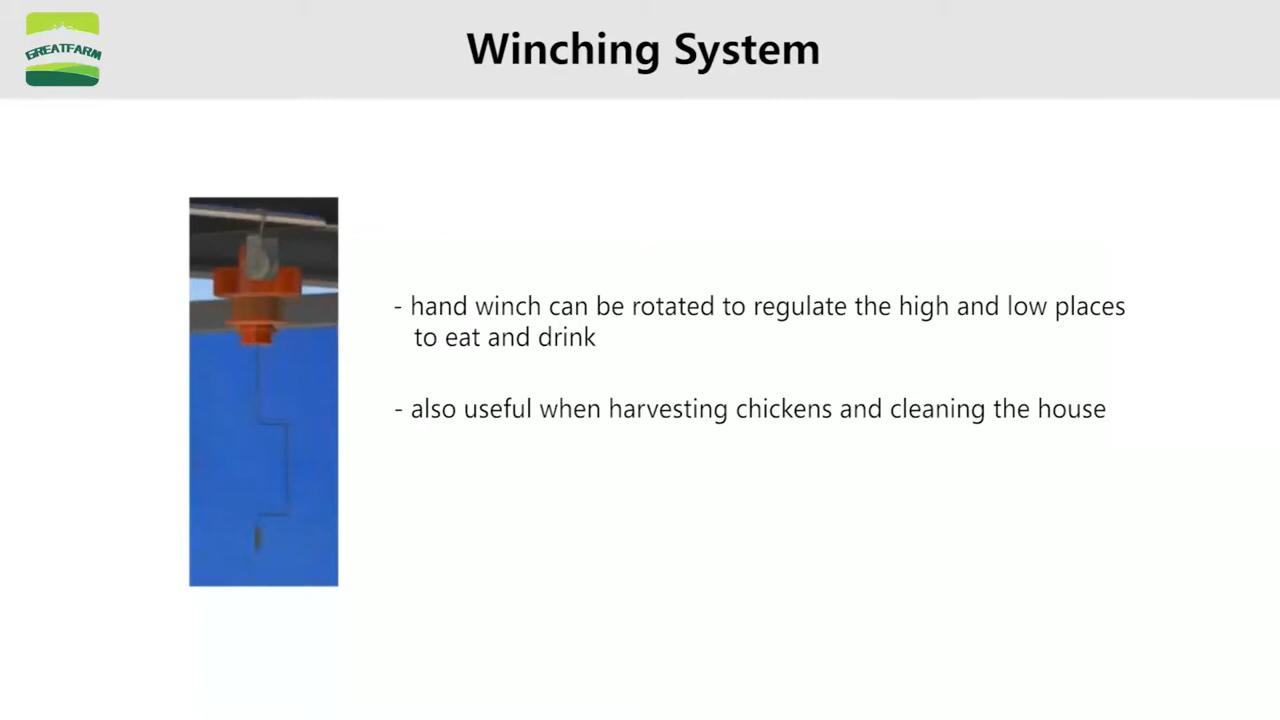 GREATFARM
Winching System
- hand winch can be rotated to regulate the high and low places
to eat and drink
- also useful when harvesting chickens and cleaning the house